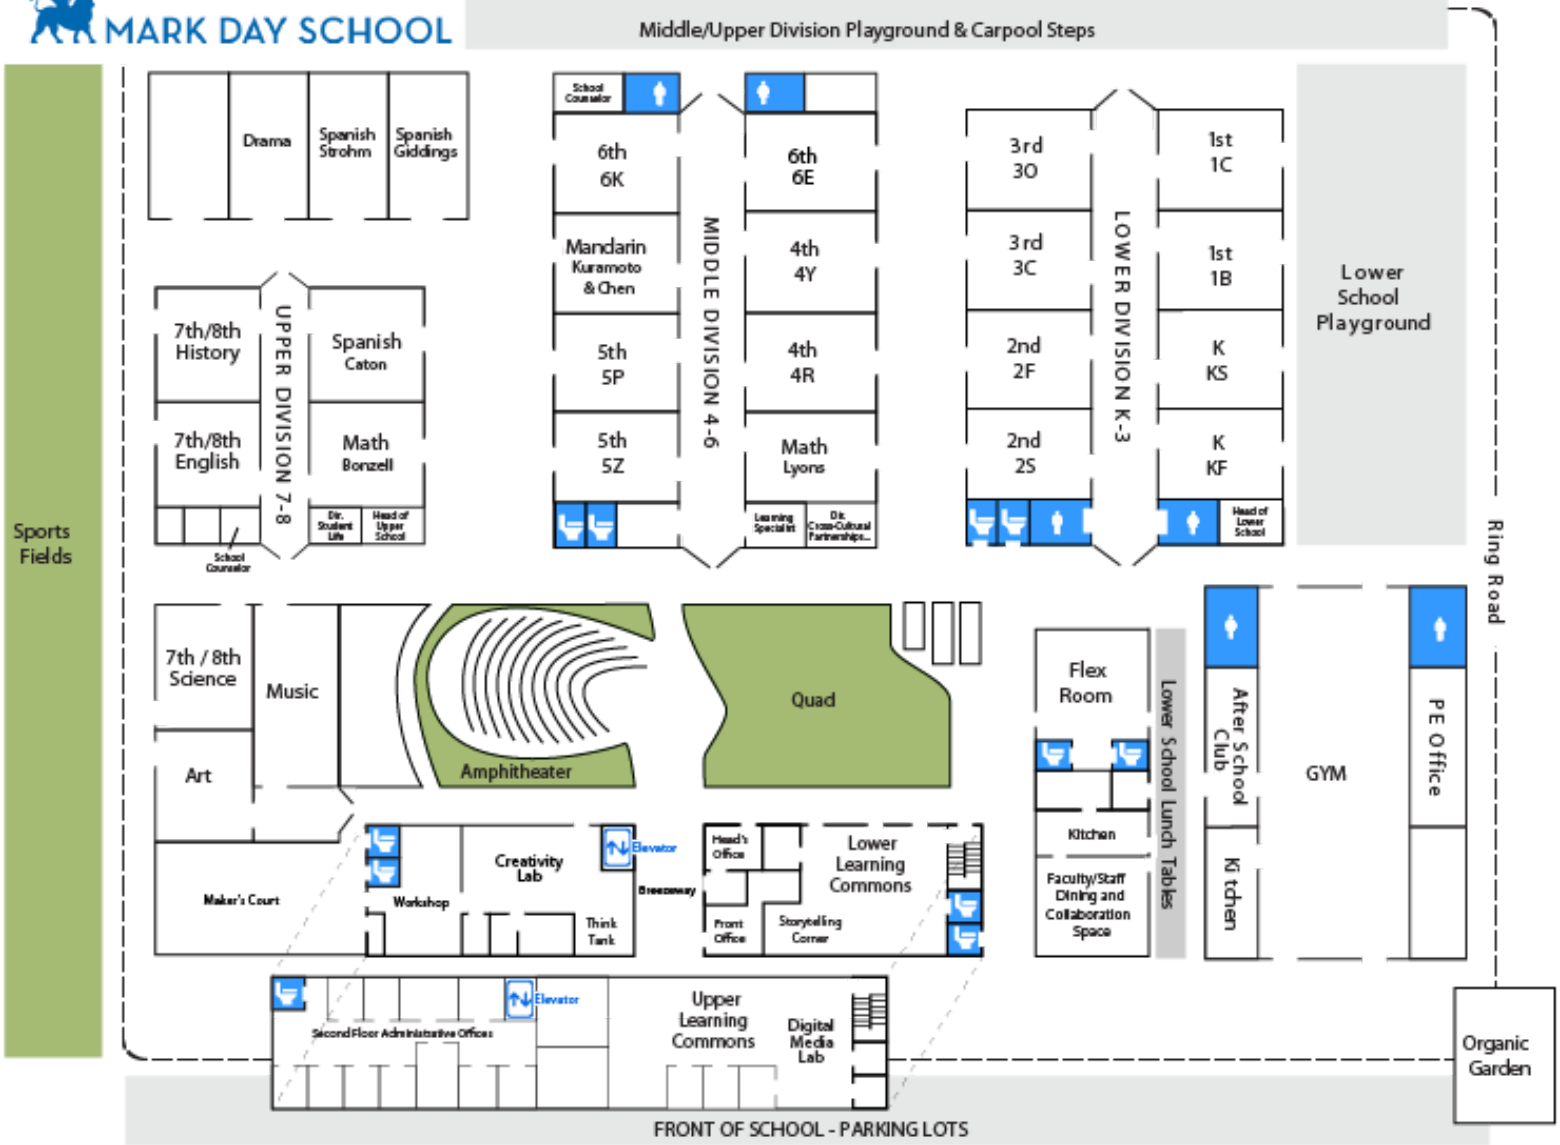 MARK DAY SCHOOL
Middle/Upper Division Playground & Carpool Steps
Sports
Fields
Drama
Spanish
Strohm
Spanish
Giddings
School
Counselor
6th
6K
6th
6E
Mandarin
Kuramoto
& Chen
4th
4Y
5th
5P
4th
4R
5th
5Z
Math
Lyons
Learning
Specialist
Dir.
Cross-Cultural
Partnerships...
MIDDLE DIVISION 4-6
3rd
3O
1st
1C
3rd
3C
1st
1B
2nd
2F
K
KS
2nd
2S
K
KF
Head of
Lower
School
LOWER DIVISION K-3
Lower
School
Playground
Ring Road
7th/8th
History
Spanish
Caton
7th/8th
English
Math
Bonzell
Dir.
Student
Life
Head of
Upper
School
School
Counselor
UPPER DIVISION 7-8
7th / 8th
Science
Music
Art
Maker's Court
Amphitheater
Quad
Flex
Room
Kitchen
Faculty/Staff
Dining and
Collaboration
Space
Lower School Lunch Tables
After School
Club
Kitchen
GYM
PE Office
Workshop
Creativity
Lab
Elevator
Think
Tank
Breezeway
Head's
Office
Front
Office
Storytelling
Corner
Lower
Learning
Commons
Elevator
Second Floor Administrative Offices
Upper
Learning
Commons
Digital
Media
Lab
Organic
Garden
FRONT OF SCHOOL - PARKING LOTS